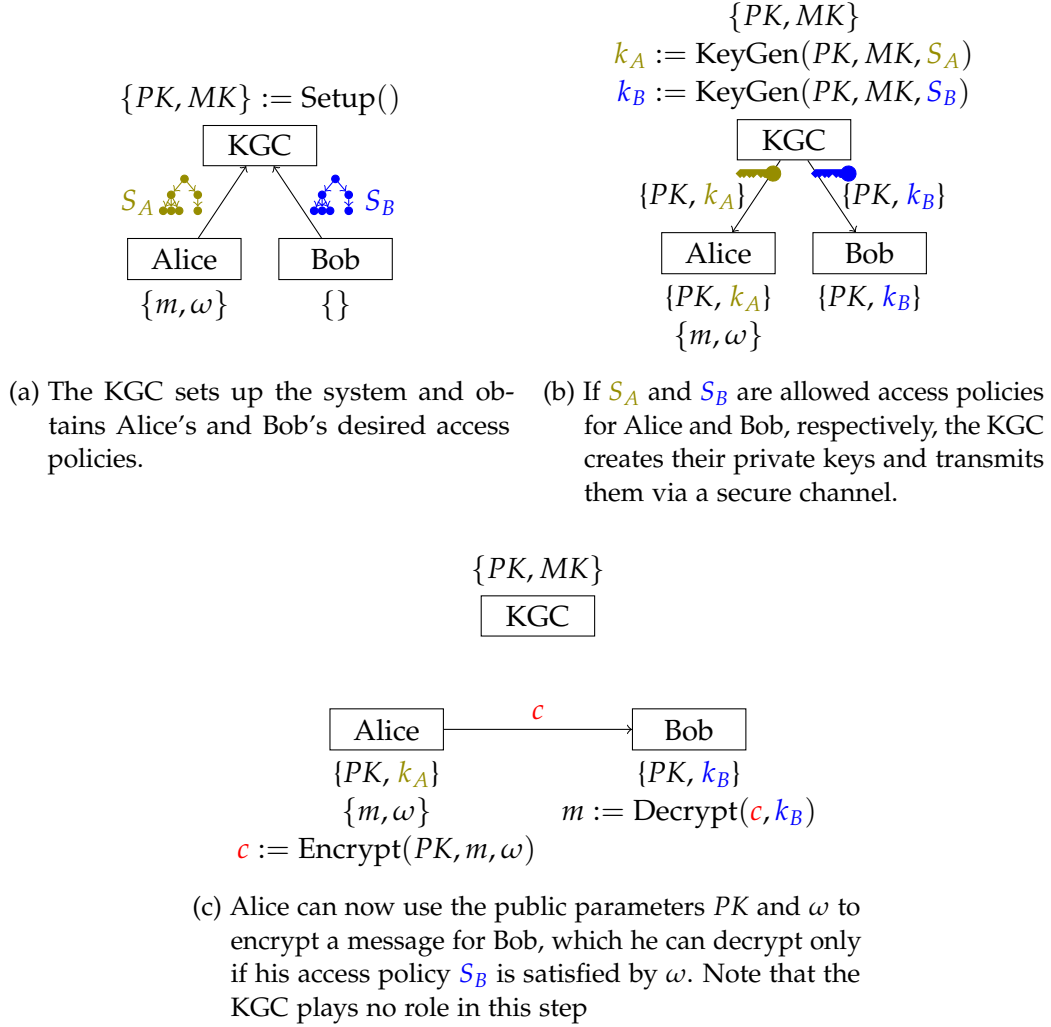 {PK, MK} := Setup()
KGC
S_A
S_B
Alice
Bob
{m, ω}
{}
(a) The KGC sets up the system and ob-
tains Alice's and Bob's desired access
policies.
{PK, MK}
k_A := KeyGen(PK, MK, S_A)
k_B := KeyGen(PK, MK, S_B)
KGC
{PK, k_A}
{PK, k_B}
Alice
Bob
{PK, k_A}
{PK, k_B}
{m, ω}
(b) If S_A and S_B are allowed access policies
for Alice and Bob, respectively, the KGC
creates their private keys and transmits
them via a secure channel.
{PK, MK}
KGC
c
Alice
Bob
{PK, k_A}
{PK, k_B}
{m, ω}
m := Decrypt(c, k_B)
c := Encrypt(PK, m, ω)
(c) Alice can now use the public parameters PK and ω to
encrypt a message for Bob, which he can decrypt only
if his access policy S_B is satisfied by ω. Note that the
KGC plays no role in this step